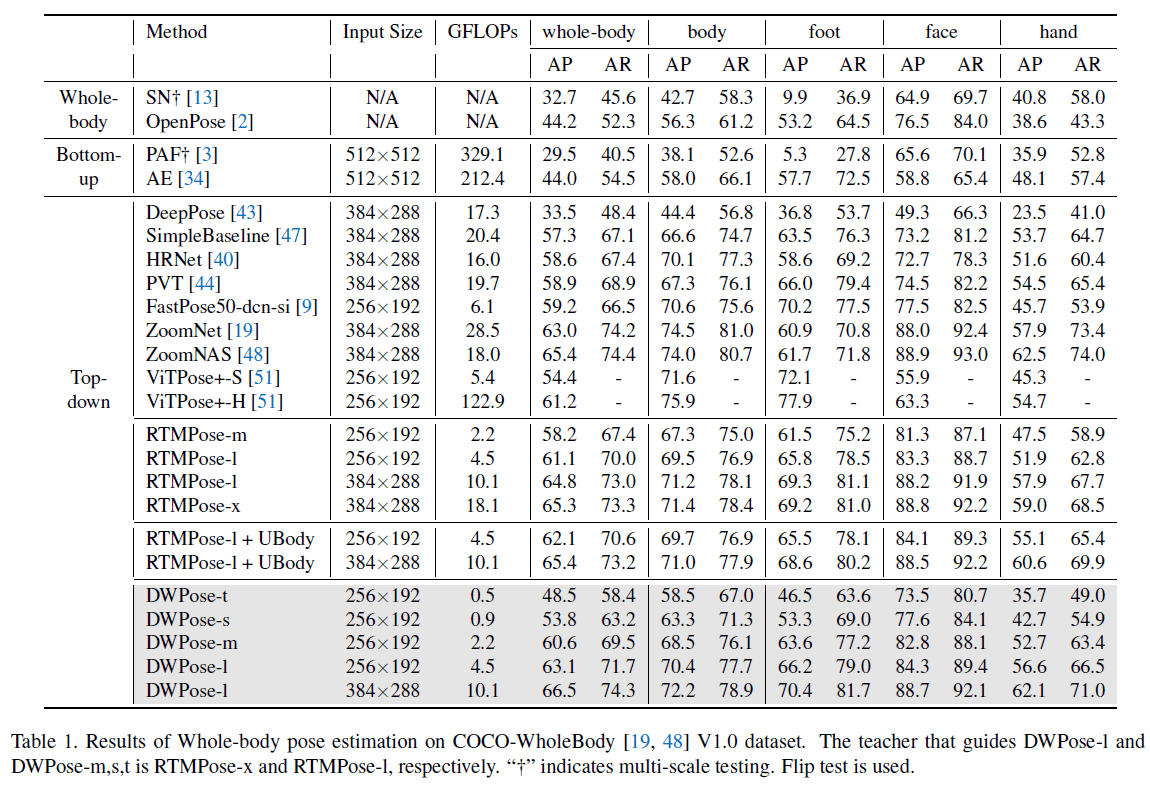 Method Input Size GFLOPs whole-body body foot face hand
AP AR AP AR AP AR AP AR AP AR
Whole-body
SN† [13] N/A N/A 32.7 45.6 42.7 58.3 9.9 36.9 64.9 69.7 40.8 58.0
OpenPose [2] N/A N/A 44.2 52.3 56.3 61.2 53.2 64.5 76.5 84.0 38.6 43.3
Bottom-up
PAF† [3] 512×512 329.1 29.5 40.5 38.1 52.6 5.3 27.8 65.6 70.1 35.9 52.8
AE [34] 512×512 212.4 44.0 54.5 58.0 66.1 57.7 72.5 58.8 65.4 48.1 57.4
Top-down
DeepPose [43] 384×288 17.3 33.5 48.4 44.4 56.8 36.8 53.7 49.3 66.3 23.5 41.0
SimpleBaseline [47] 384×288 20.4 57.3 67.1 66.6 74.7 63.5 76.3 73.2 81.2 53.7 64.7
HRNet [40] 384×288 16.0 58.6 67.4 70.1 77.3 58.6 69.2 72.7 78.3 51.6 60.4
PVT [44] 384×288 19.7 58.9 68.9 67.3 76.1 66.0 79.4 74.5 82.2 54.5 65.4
FastPose50-dcn-si [9] 256×192 6.1 59.2 66.5 70.6 75.6 70.2 77.5 77.5 82.5 45.7 53.9
ZoomNet [19] 384×288 28.5 63.0 74.2 74.5 81.0 60.9 70.8 88.0 92.4 57.9 73.4
ZoomNAS [48] 384×288 18.0 65.4 74.4 74.0 80.7 61.7 71.8 88.9 93.0 62.5 74.0
ViTPose+-S [51] 256×192 5.4 54.4 - 71.6 - 72.1 - 55.9 - 45.3 -
ViTPose+-H [51] 256×192 122.9 61.2 - 75.9 - 77.9 - 63.3 - 54.7 -
RTMPose-m 256×192 2.2 58.2 67.4 67.3 75.0 61.5 75.2 81.3 87.1 47.5 58.9
RTMPose-l 256×192 4.5 61.1 70.0 69.5 76.9 65.8 78.5 83.3 88.7 51.9 62.8
RTMPose-l 384×288 10.1 64.8 73.0 71.2 78.1 69.3 81.1 88.2 91.9 57.9 67.7
RTMPose-x 384×288 18.1 65.3 73.3 71.4 78.4 69.2 81.0 88.8 92.2 59.0 68.5
RTMPose-l + UBody 256×192 4.5 62.1 70.6 69.7 76.9 65.5 78.1 84.1 89.3 55.1 65.4
RTMPose-l + UBody 384×288 10.1 65.4 73.2 71.0 77.9 68.6 80.2 88.5 92.2 60.6 69.9
DWPose-t 256×192 0.5 48.5 58.4 58.5 67.0 46.5 63.6 73.5 80.7 35.7 49.0
DWPose-s 256×192 0.9 53.8 63.2 63.3 71.3 53.3 69.0 77.6 84.1 42.7 54.9
DWPose-m 256×192 2.2 60.6 69.5 68.5 76.1 63.6 77.2 82.8 88.1 52.7 63.4
DWPose-l 256×192 4.5 63.1 71.7 70.4 77.7 66.2 79.0 84.3 89.4 56.6 66.5
DWPose-l 384×288 10.1 66.5 74.3 72.2 78.9 70.4 81.7 88.7 92.1 62.1 71.0
Table 1. Results of Whole-body pose estimation on COCO-WholeBody [19, 48] V1.0 dataset. The teacher that guides DWPose-l and
DWPose-m,s,t is RTMPose-x and RTMPose-l, respectively. “†” indicates multi-scale testing. Flip test is used.